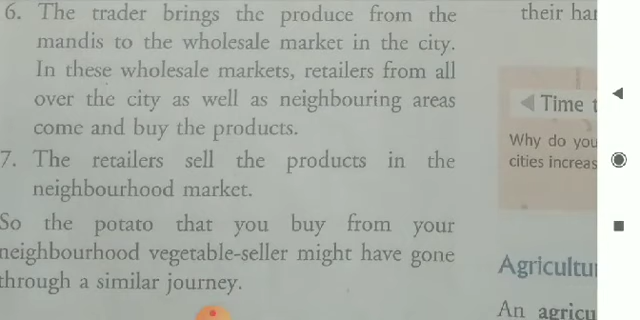 6. The trader brings the produce from the
mandis to the wholesale market in the city.
In these wholesale markets, retailers from all
over the city as well as neighbouring areas
come and buy the products.
7. The retailers sell the products in the
neighbourhood market.
So the potato that you buy from your
neighbourhood vegetable-seller might have gone
through a similar journey.
their har
Time t
Why do you
cities increas
Agricultu
An agricu